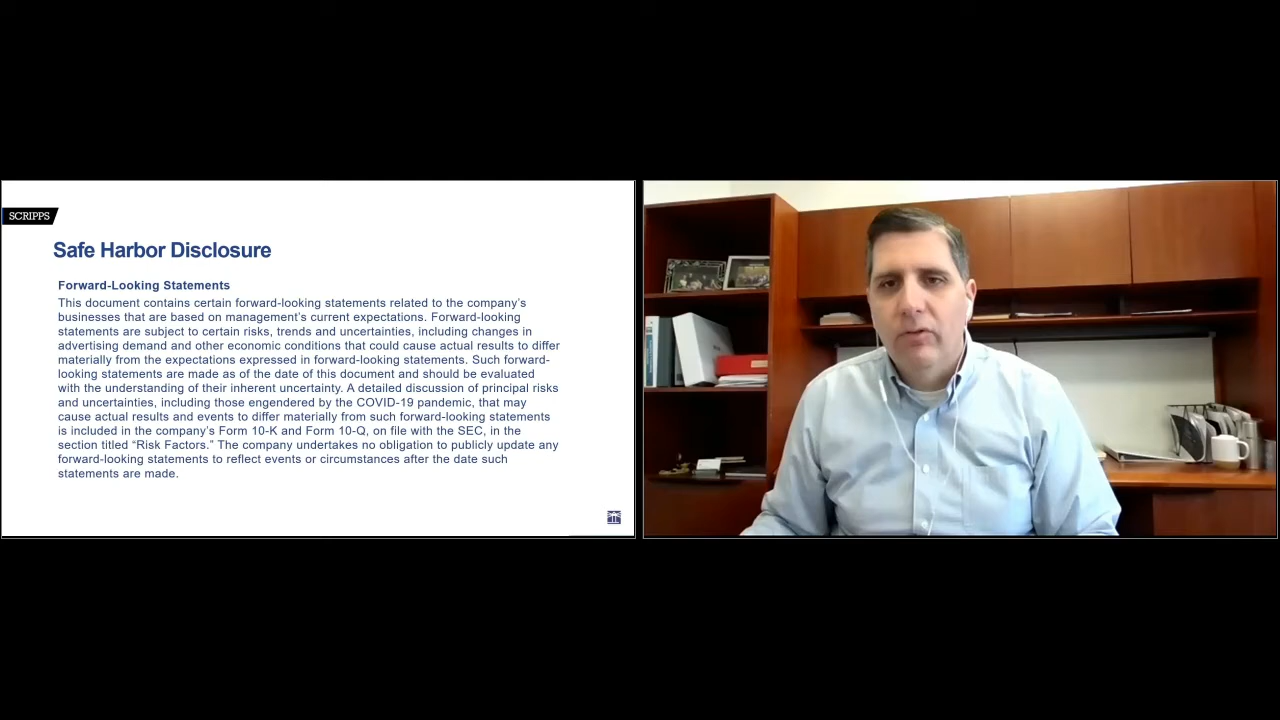 SCRIPPS
Safe Harbor Disclosure
Forward-Looking Statements
This document contains certain forward-looking statements related to the company’s
businesses that are based on management’s current expectations. Forward-looking
statements are subject to certain risks, trends and uncertainties, including changes in
advertising demand and other economic conditions that could cause actual results to differ
materially from the expectations expressed in forward-looking statements. Such forward-
looking statements are made as of the date of this document and should be evaluated
with the understanding of their inherent uncertainty. A detailed discussion of principal risks
and uncertainties, including those engendered by the COVID-19 pandemic, that may
cause actual results and events to differ materially from such forward-looking statements
is included in the company’s Form 10-K and Form 10-Q, on file with the SEC, in the
section titled “Risk Factors.” The company undertakes no obligation to publicly update any
forward-looking statements to reflect events or circumstances after the date such
statements are made.